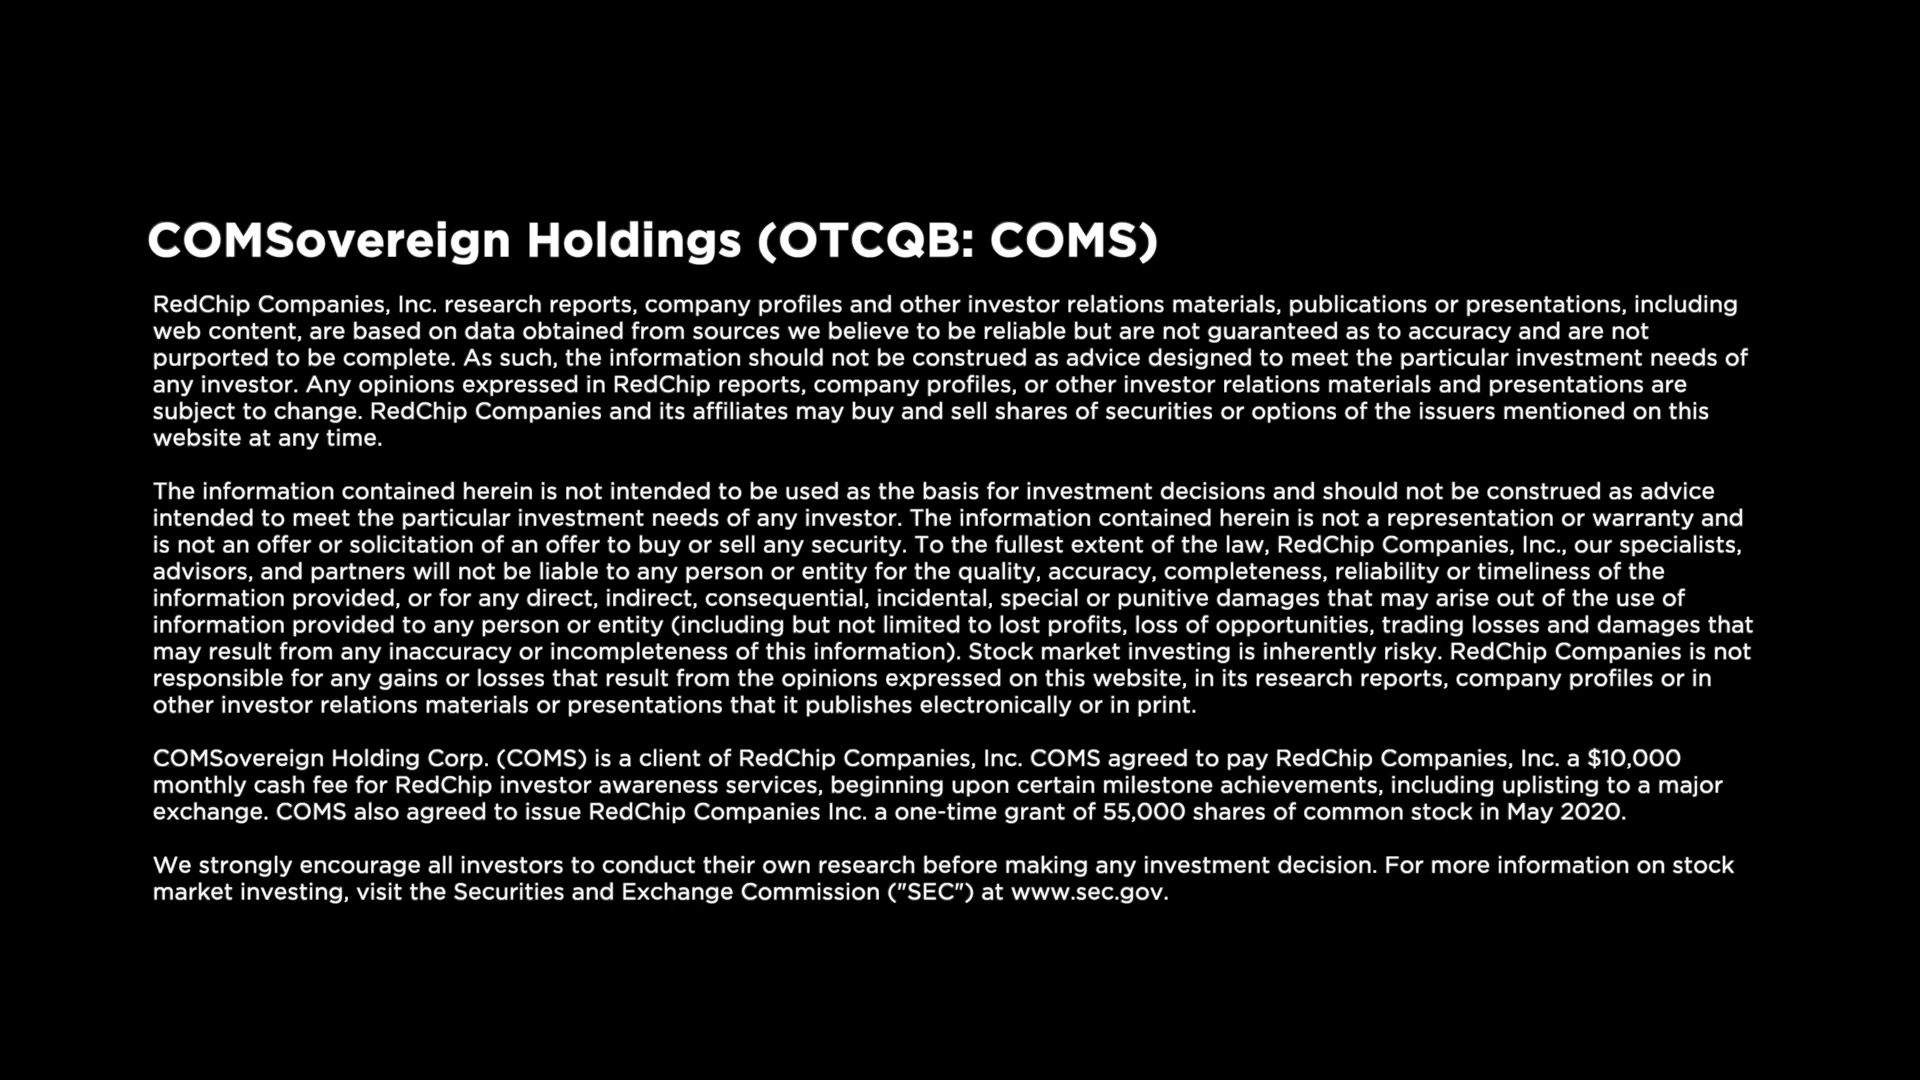 COMSovereign Holdings (OTCQB: COMS)
RedChip Companies, Inc. research reports, company profiles and other investor relations materials, publications or presentations, including
web content, are based on data obtained from sources we believe to be reliable but are not guaranteed as to accuracy and are not
purported to be complete. As such, the information should not be construed as advice designed to meet the particular investment needs of
any investor. Any opinions expressed in RedChip reports, company profiles, or other investor relations materials and presentations are
subject to change. RedChip Companies and its affiliates may buy and sell shares of securities or options of the issuers mentioned on this
website at any time.
The information contained herein is not intended to be used as the basis for investment decisions and should not be construed as advice
intended to meet the particular investment needs of any investor. The information contained herein is not a representation or warranty and
is not an offer or solicitation of an offer to buy or sell any security. To the fullest extent of the law, RedChip Companies, Inc., our specialists,
advisors, and partners will not be liable to any person or entity for the quality, accuracy, completeness, reliability or timeliness of the
information provided, or for any direct, indirect, consequential, incidental, special or punitive damages that may arise out of the use of
information provided to any person or entity (including but not limited to lost profits, loss of opportunities, trading losses and damages that
may result from any inaccuracy or incompleteness of this information). Stock market investing is inherently risky. RedChip Companies is not
responsible for any gains or losses that result from the opinions expressed on this website, in its research reports, company profiles or in
other investor relations materials or presentations that it publishes electronically or in print.
COMSovereign Holding Corp. (COMS) is a client of RedChip Companies, Inc. COMS agreed to pay RedChip Companies, Inc. a $10,000
monthly cash fee for RedChip investor awareness services, beginning upon certain milestone achievements, including uplisting to a major
exchange. COMS also agreed to issue RedChip Companies Inc. a one-time grant of 55,000 shares of common stock in May 2020.
We strongly encourage all investors to conduct their own research before making any investment decision. For more information on stock
market investing, visit the Securities and Exchange Commission ("SEC") at www.sec.gov.